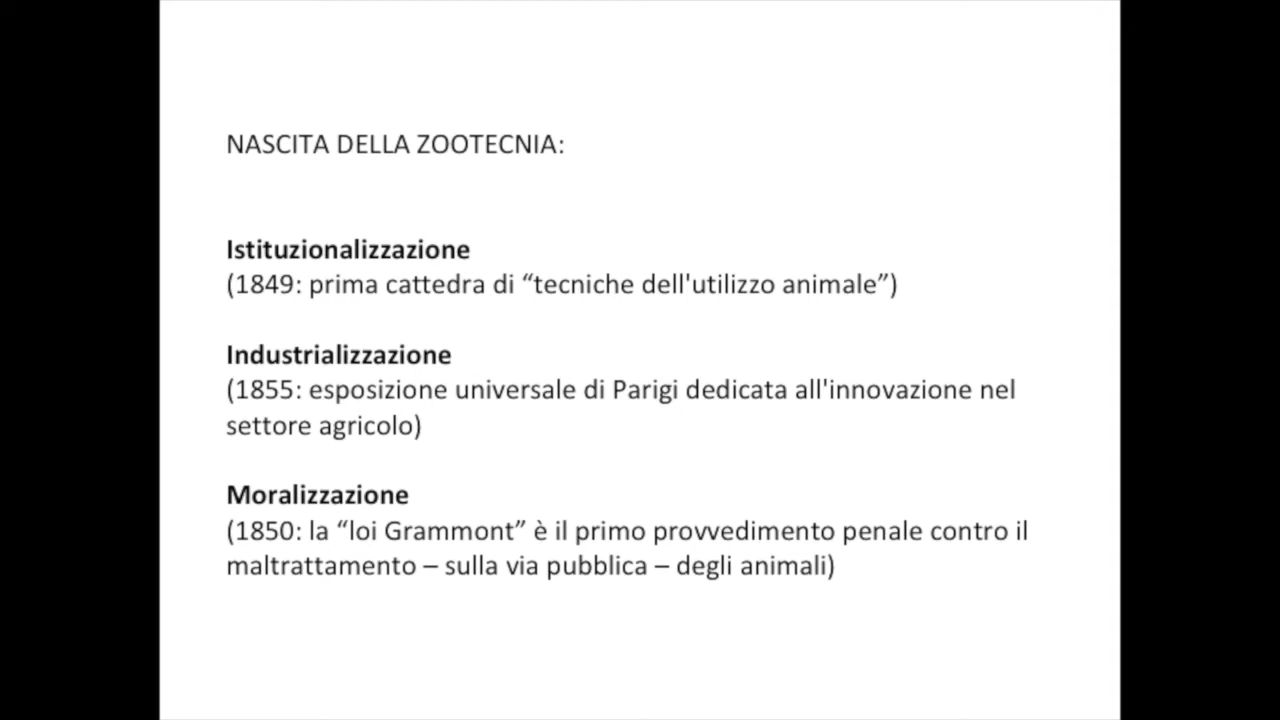 NASCITA DELLA ZOOTECNIA:
Istituzionalizzazione
(1849: prima cattedra di “tecniche dell'utilizzo animale”)
Industrializzazione
(1855: esposizione universale di Parigi dedicata all'innovazione nel
settore agricolo)
Moralizzazione
(1850: la “loi Grammont” è il primo provvedimento penale contro il
maltrattamento – sulla via pubblica – degli animali)